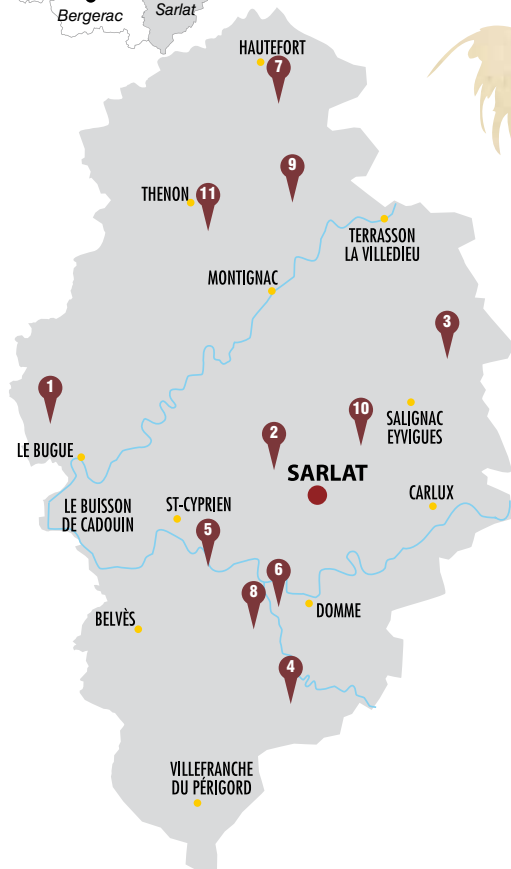 Bergerac
Sarlat
HAUTEFORT
7
9
THENON
11
TERRASSON
LA VILLEDIEU
MONTIGNAC
3
1
10
SALIGNAC
EYVIGUES
2
LE BUGUE
SARLAT
CARLUX
LE BUISSON
DE CADOUIN
ST-CYPRIEN
5
6
8
DOMME
BELVÈS
4
VILLEFRANCHE
DU PÉRIGORD